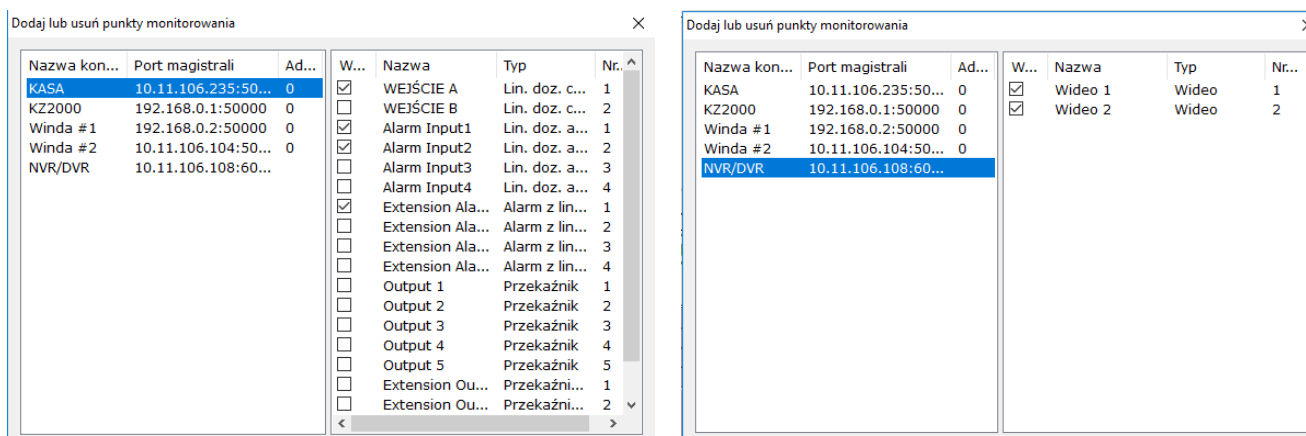 Dodaj lub usuń punkty monitorowania
Nazwa kon... Port magistrali Ad...
KASA 10.11.106.235:50... 0
KZ2000 192.168.0.1:50000 0
Winda #1 192.168.0.2:50000 0
Winda #2 10.11.106.104:50... 0
NVR/DVR 10.11.106.108:60...
W... Nazwa Typ Nr..
WEJŚCIE A Lin. doz. c... 1
WEJŚCIE B Lin. doz. c... 2
Alarm Input1 Lin. doz. a... 1
Alarm Input2 Lin. doz. a... 2
Alarm Input3 Lin. doz. a... 3
Alarm Input4 Lin. doz. a... 4
Extension Ala... Alarm z lin... 1
Extension Ala... Alarm z lin... 2
Extension Ala... Alarm z lin... 3
Extension Ala... Alarm z lin... 4
Output 1 Przekaźnik 1
Output 2 Przekaźnik 2
Output 3 Przekaźnik 3
Output 4 Przekaźnik 4
Output 5 Przekaźnik 5
Extension Ou... Przekaźni... 1
Extension Ou... Przekaźni... 2
Dodaj lub usuń punkty monitorowania
Nazwa kon... Port magistrali Ad...
KASA 10.11.106.235:50... 0
KZ2000 192.168.0.1:50000 0
Winda #1 192.168.0.2:50000 0
Winda #2 10.11.106.104:50... 0
NVR/DVR 10.11.106.108:60...
W... Nazwa Typ Nr...
Wideo 1 Wideo 1
Wideo 2 Wideo 2